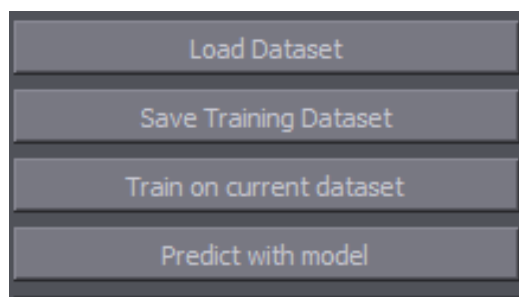 Load Dataset
Save Training Dataset
Train on current dataset
Predict with model